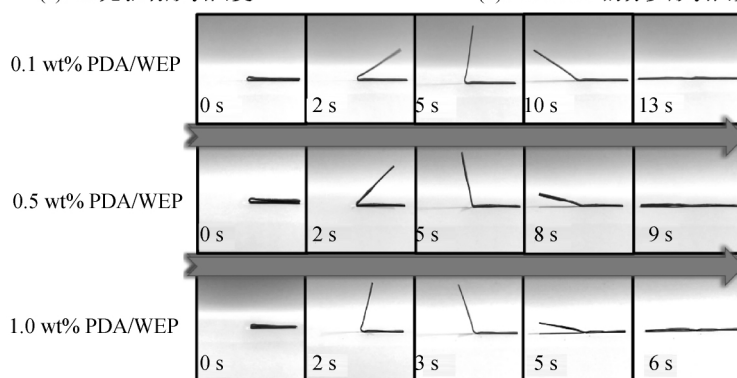 0.1 wt% PDA/WEP
0 s
2 s
5 s
10 s
13 s
0.5 wt% PDA/WEP
0 s
2 s
5 s
8 s
9 s
1.0 wt% PDA/WEP
0 s
2 s
3 s
5 s
6 s